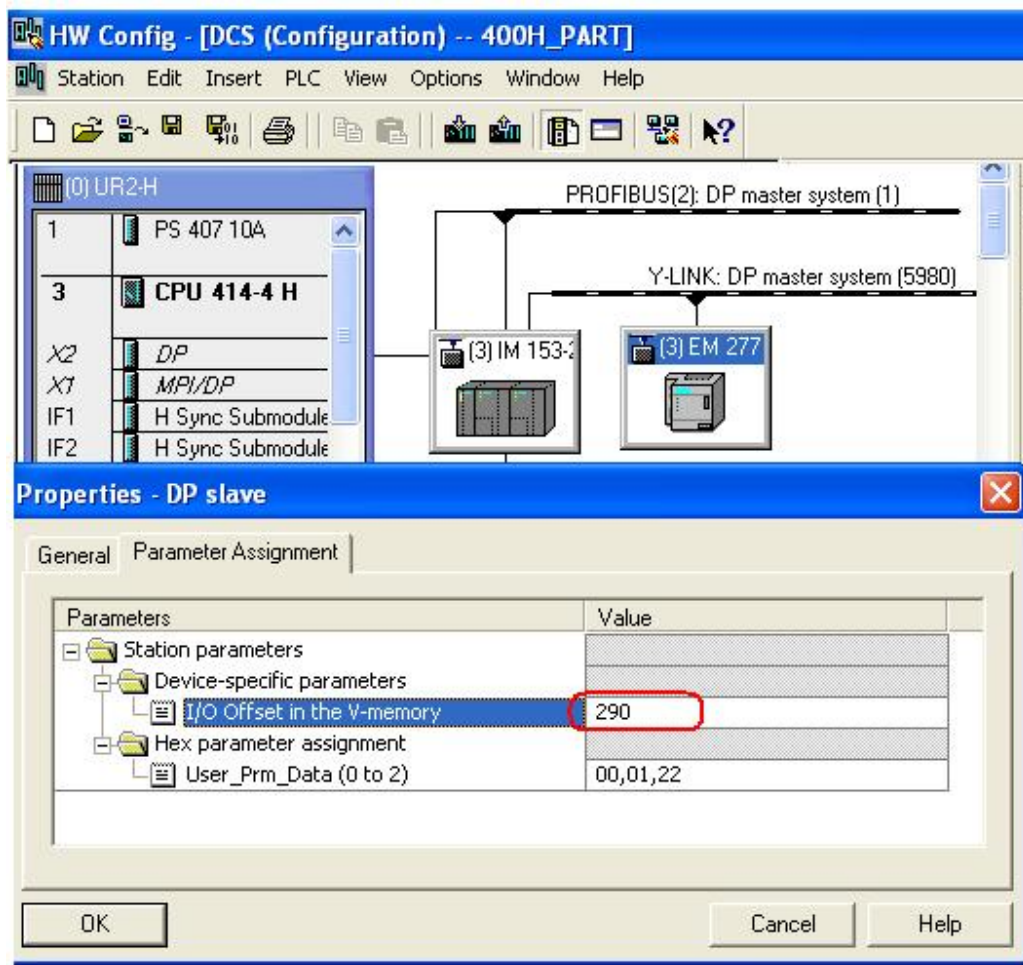 HW Config - [DCS (Configuration) -- 400H_PART]
Station Edit Insert PLC View Options Window Help
(0) UR2-H
1 PS 407 10A
3 CPU 414-4 H
X2 DP
X1 MPI/DP
IF1 H Sync Submodule
IF2 H Sync Submodule
PROFIBUS(2): DP master system (1)
Y-LINK: DP master system (5980)
(3) IM 153-2
(3) EM 277
Properties - DP slave
General Parameter Assignment
Parameters Value
Station parameters
Device-specific parameters
I/O Offset in the V-memory 290
Hex parameter assignment
User_Prm_Data (0 to 2) 00,01,22
OK Cancel Help